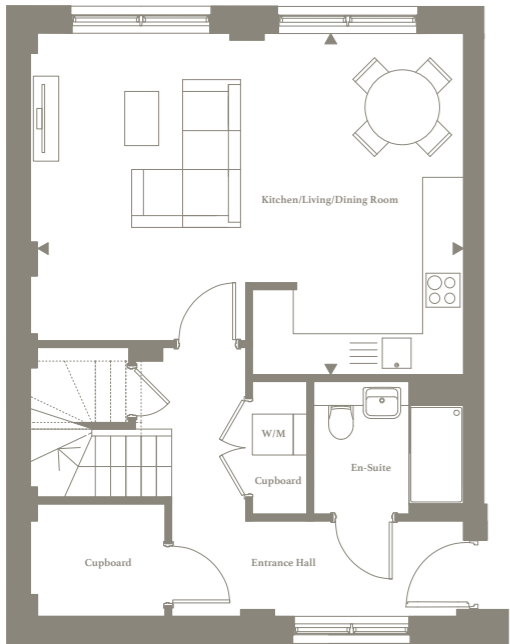 Kitchen/Living/Dining Room
W/M
Cupboard
En-Suite
Cupboard
Entrance Hall